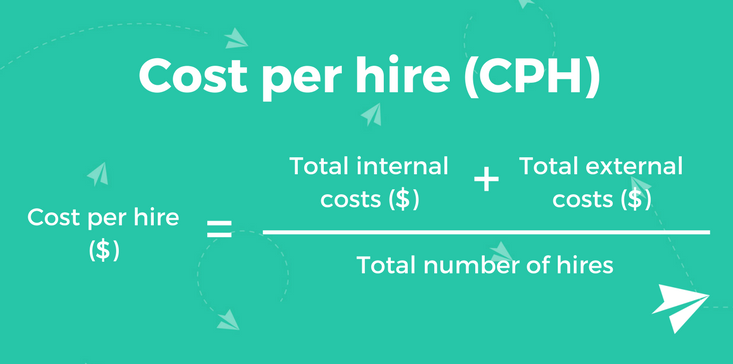 Cost per hire (CPH)
Cost per hire
($)
=
Total internal
costs ($)
+
Total external
costs ($)
Total number of hires